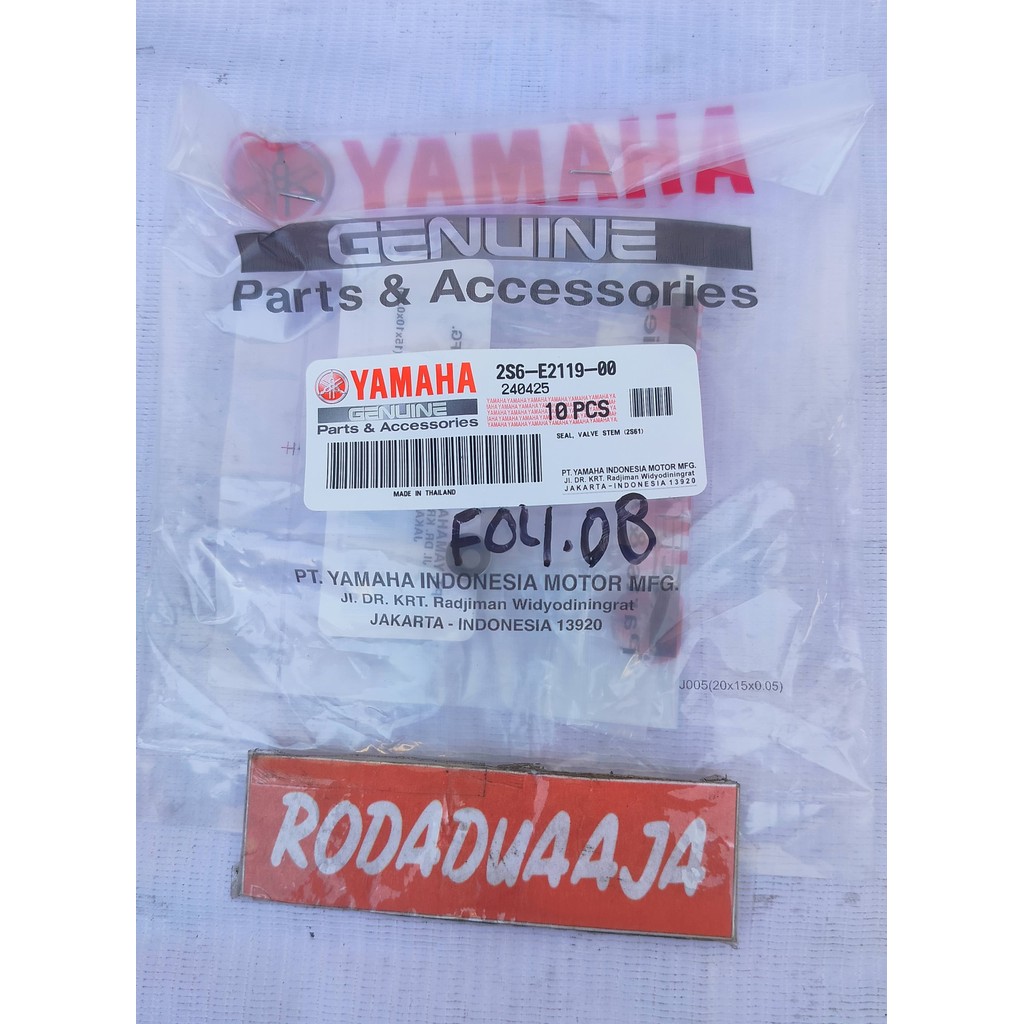 YAMAHA
GENUINE
Parts & Accessories
YAMAHA
GENUINE
Parts & Accessories
2S6-E2119-00
240425
10 PCS
SEAL, VALVE STEM (2S61)
MADE IN THAILAND
PT. YAMAHA INDONESIA MOTOR MFG.
Jl. DR. KRT. Radjiman Widyodiningrat
JAKARTA - INDONESIA 13920
F04.0B
PT. YAMAHA INDONESIA MOTOR MFG.
Jl. DR. KRT. Radjiman Widyodiningrat
JAKARTA - INDONESIA 13920
J005(20x15x0.05)
RODADUAAJA